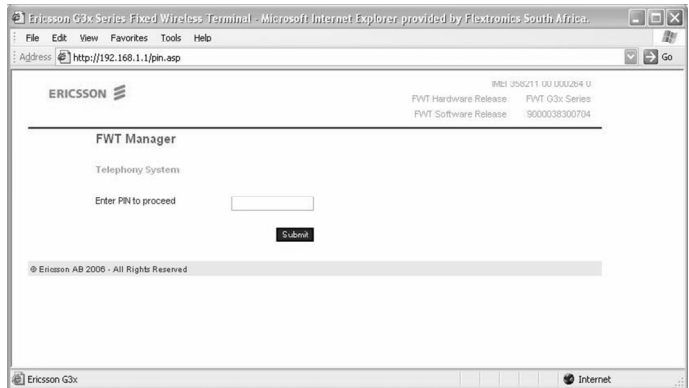 Ericsson G3x Series Fixed Wireless Terminal - Microsoft Internet Explorer provided by Flextronics South Africa.
File Edit View Favorites Tools Help
Address http://192.168.1.1/pin.asp Go
ERICSSON
IMEI 358211 00 000264 0
FWT Hardware Release FWT G3x Series
FWT Software Release 9000038300704
FWT Manager
Telephony System
Enter PIN to proceed
Submit
© Ericsson AB 2006 - All Rights Reserved
Ericsson G3x Internet